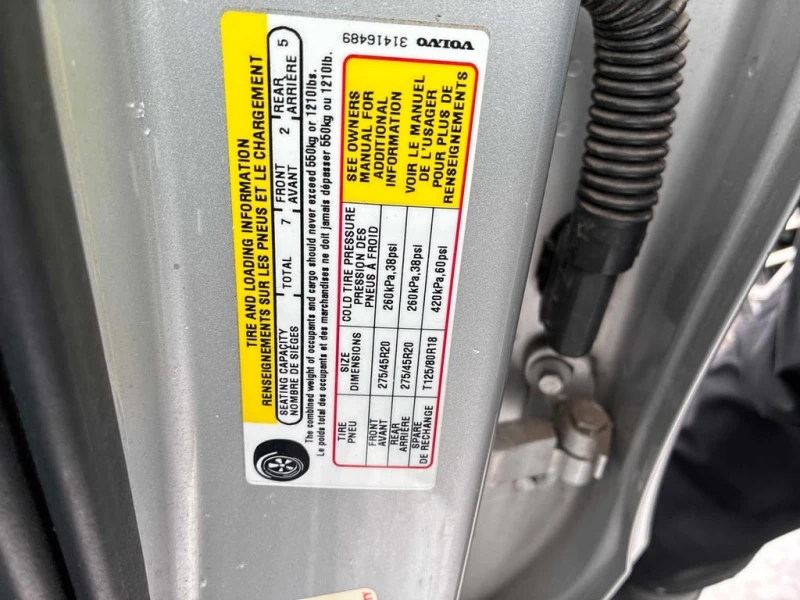 VOLVO 31416489
TIRE AND LOADING INFORMATION
RENSEIGNEMENTS SUR LES PNEUS ET LE CHARGEMENT
SEATING CAPACITY
NOMBRE DE SIÈGES
TOTAL 7
FRONT
AVANT
2
REAR
ARRIÈRE
5
The combined weight of occupants and cargo should never exceed 550kg or 1210lbs.
Le poids total des occupants et des marchandises ne doit jamais dépasser 550kg ou 1210lb.
TIRE
PNEU
SIZE
DIMENSIONS
COLD TIRE PRESSURE
PRESSION DES
PNEUS À FROID
FRONT
AVANT
275/45R20
260kPa,38psi
REAR
ARRIÈRE
275/45R20
260kPa,38psi
SPARE
DE RECHANGE
T125/80R18
420kPa,60psi
SEE OWNERS
MANUAL FOR
ADDITIONAL
INFORMATION
VOIR LE MANUEL
DE L'USAGER
POUR PLUS DE
RENSEIGNEMENTS